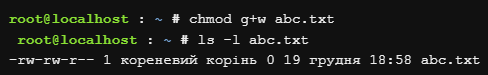 root@localhost : ~ # chmod g+w abc.txt
root@localhost : ~ # ls -l abc.txt
-rw-rw-r-- 1 кореневий корінь 0 19 грудня 18:58 abc.txt